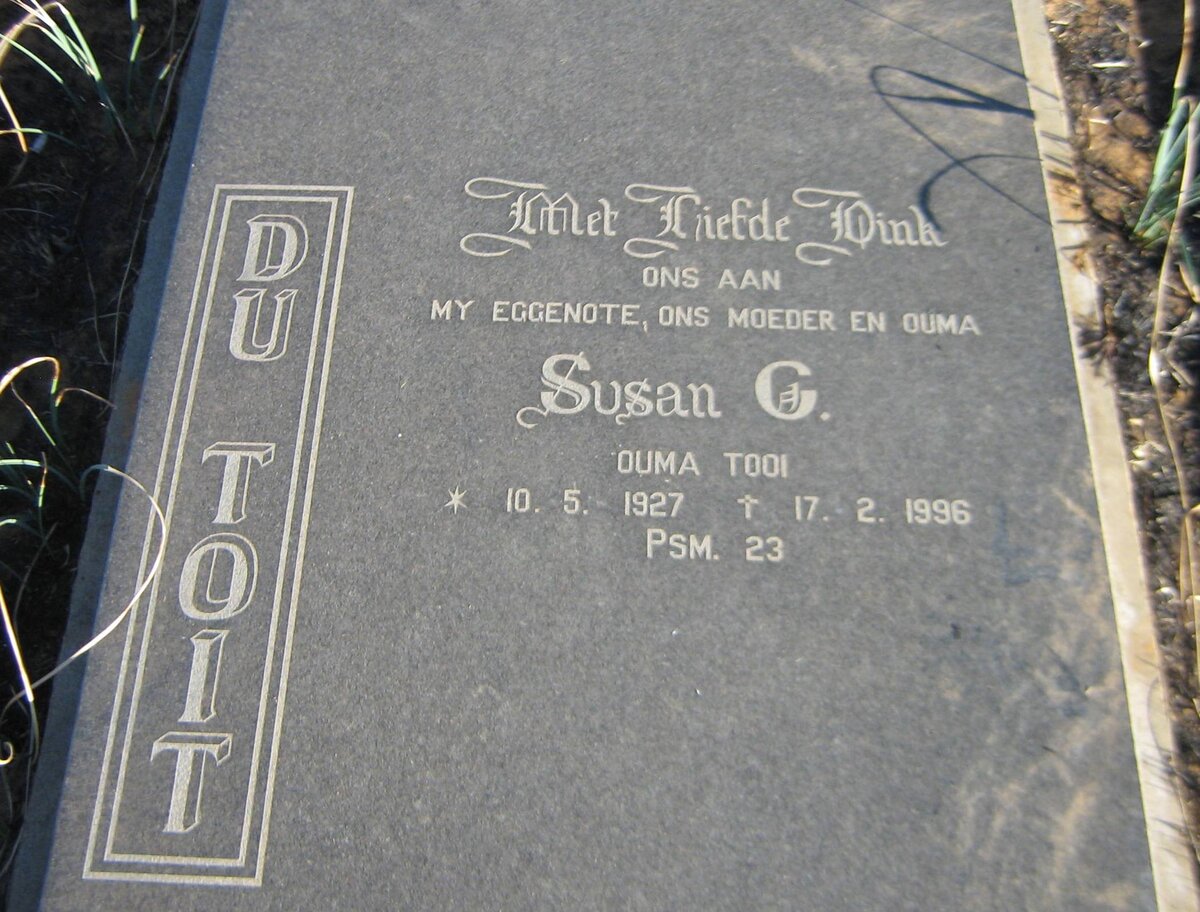 DU TOIT
Met Liefde Dink
ONS AAN
MY EGGENOTE, ONS MOEDER EN OUMA
Susan G.
OUMA TOOI
* 10. 5. 1927 † 17. 2. 1996
PSM. 23